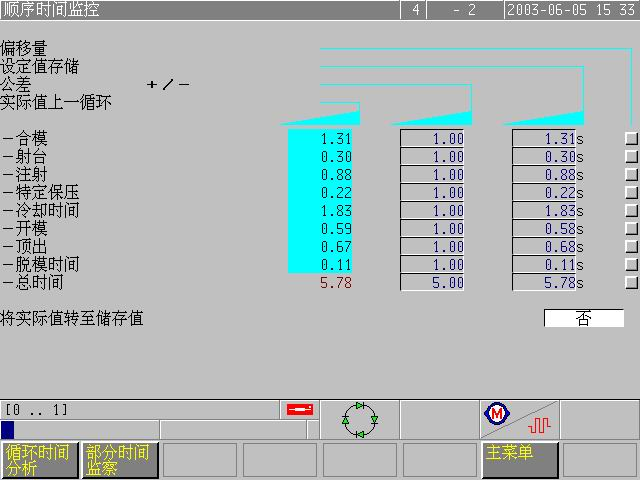 顺序时间监控 4 - 2 2003-06-05 15 33
偏移量
设定值存储
公差 + / -
实际值上一循环
-合模 1.31 1.00 1.31s
-射台 0.30 1.00 0.30s
-注射 0.88 1.00 0.88s
-特定保压 0.22 1.00 0.22s
-冷却时间 1.83 1.00 1.83s
-开模 0.59 1.00 0.58s
-顶出 0.67 1.00 0.68s
-脱模时间 0.11 1.00 0.11s
-总时间 5.78 5.00 5.78s
将实际值转至储存值 否
[0 .. 1]
M
循环时间 部分时间 主菜单
分析 监察